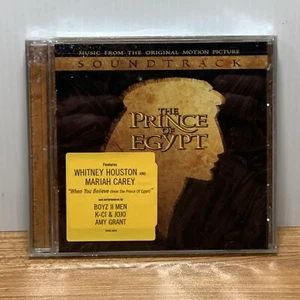 MUSIC FROM THE ORIGINAL MOTION PICTURE
SOUNDTRACK
THE
PRINCE
OF
EGYPT
Features
WHITNEY HOUSTON AND
MARIAH CAREY
"When You Believe (from The Prince Of Egypt)"
and performances by
BOYZ II MEN
K-CI & JOJO
AMY GRANT